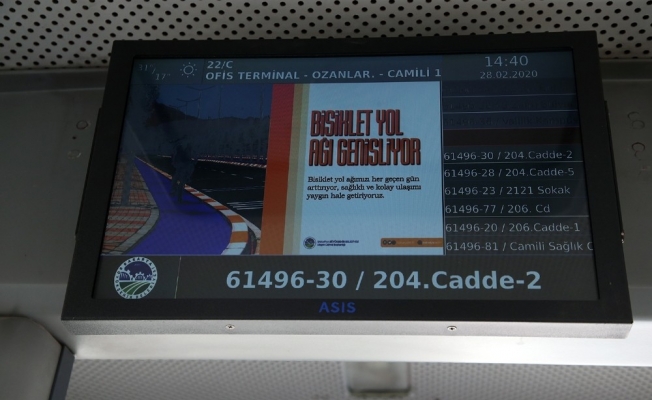 22/C
OFİS TERMİNAL - OZANLAR. - CAMİLİ 1
14:40
28.02.2020
BİSİKLET YOL
AĞI GENİŞLİYOR
Bisiklet yol ağımızı her geçen gün
arttırıyor, sağlıklı ve kolay ulaşımı
yaygın hale getiriyoruz.
61496-30 / 204.Cadde-2
61496-28 / 204.Cadde-5
61496-23 / 2121 Sokak
61496-77 / 206. Cd
61496-20 / 206.Cadde-1
61496-81 / Camili Sağlık
61496-30 / 204.Cadde-2
ASIS